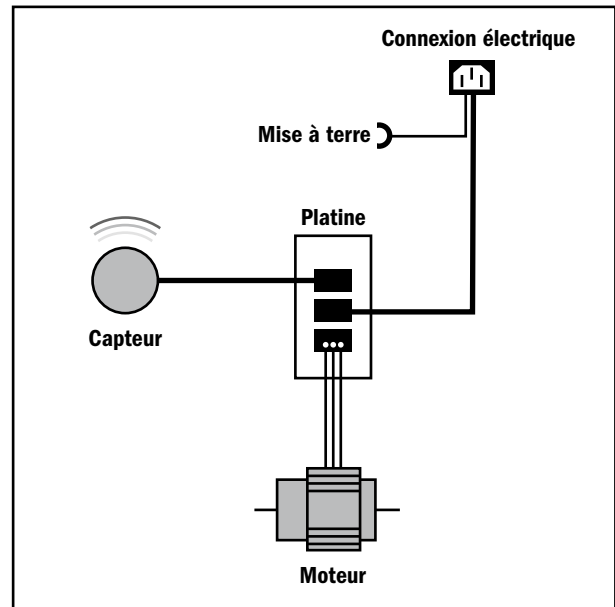 Connexion électrique
Mise à terre
Platine
Capteur
Moteur